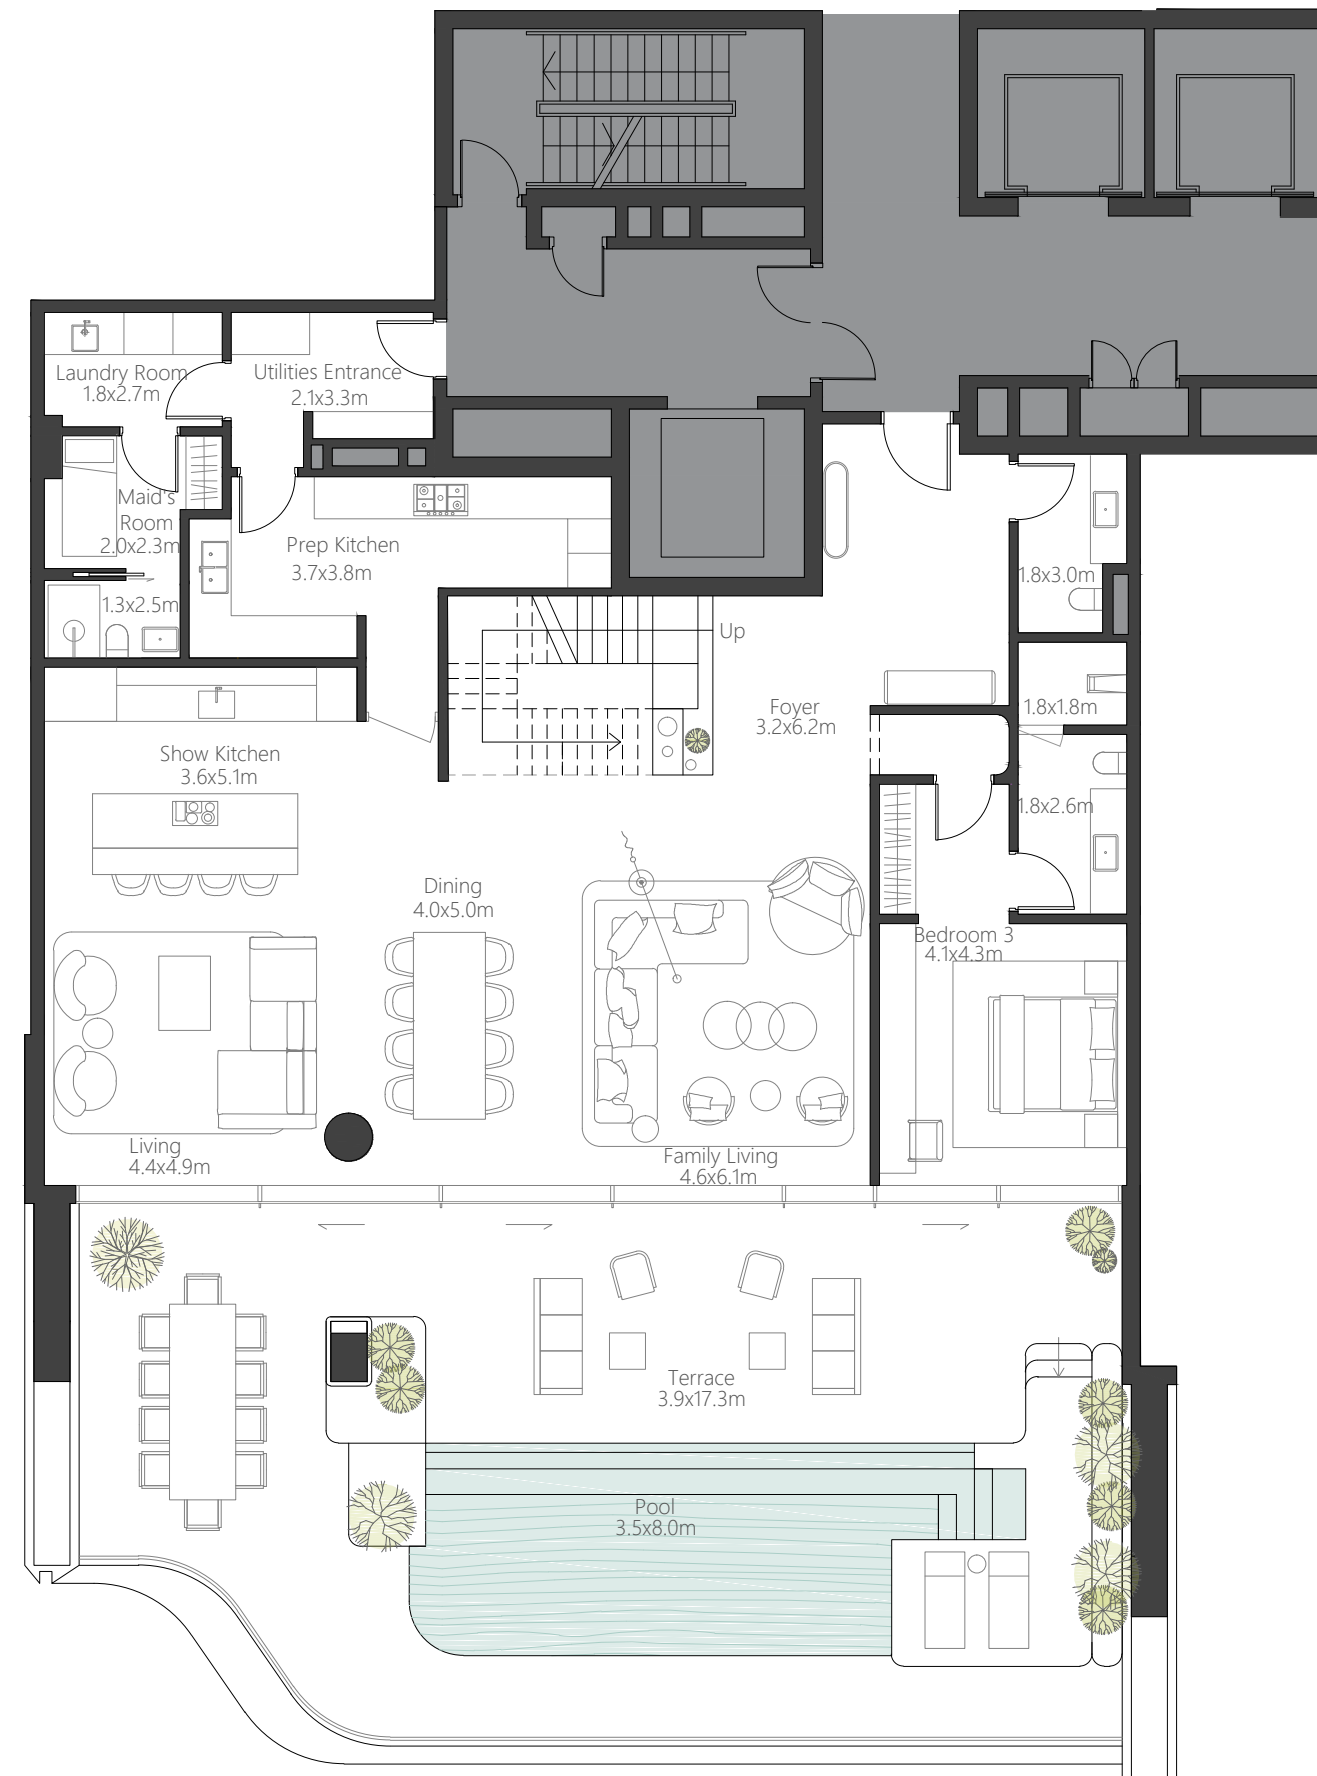 Laundry Room
1.8x2.7m
Utilities Entrance
2.1x3.3m
Maid's
Room
2.0x2.3m
Prep Kitchen
3.7x3.8m
1.8x3.0m
1.3x2.5m
Up
Foyer
3.2x6.2m
1.8x1.8m
Show Kitchen
3.6x5.1m
1.8x2.6m
Dining
4.0x5.0m
Bedroom 3
4.1x4.3m
Living
4.4x4.9m
Family Living
4.6x6.1m
Terrace
3.9x17.3m
Pool
3.5x8.0m